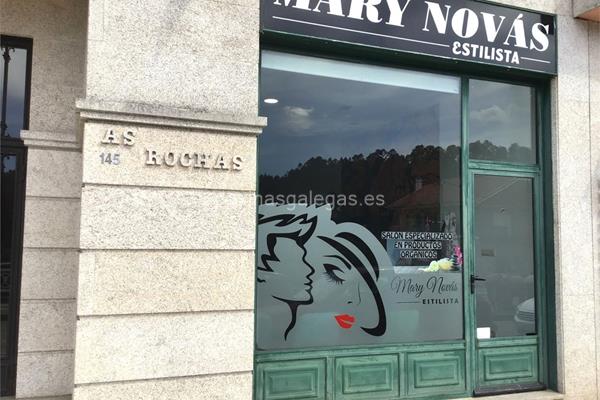 MARY NOVÁS
ESTILISTA
AS
145 ROCHAS
masgalegas.es
SALON ESPECIALIZADO
EN PRODUCTOS
ORGANICOS
Mary Novás
ESTILISTA